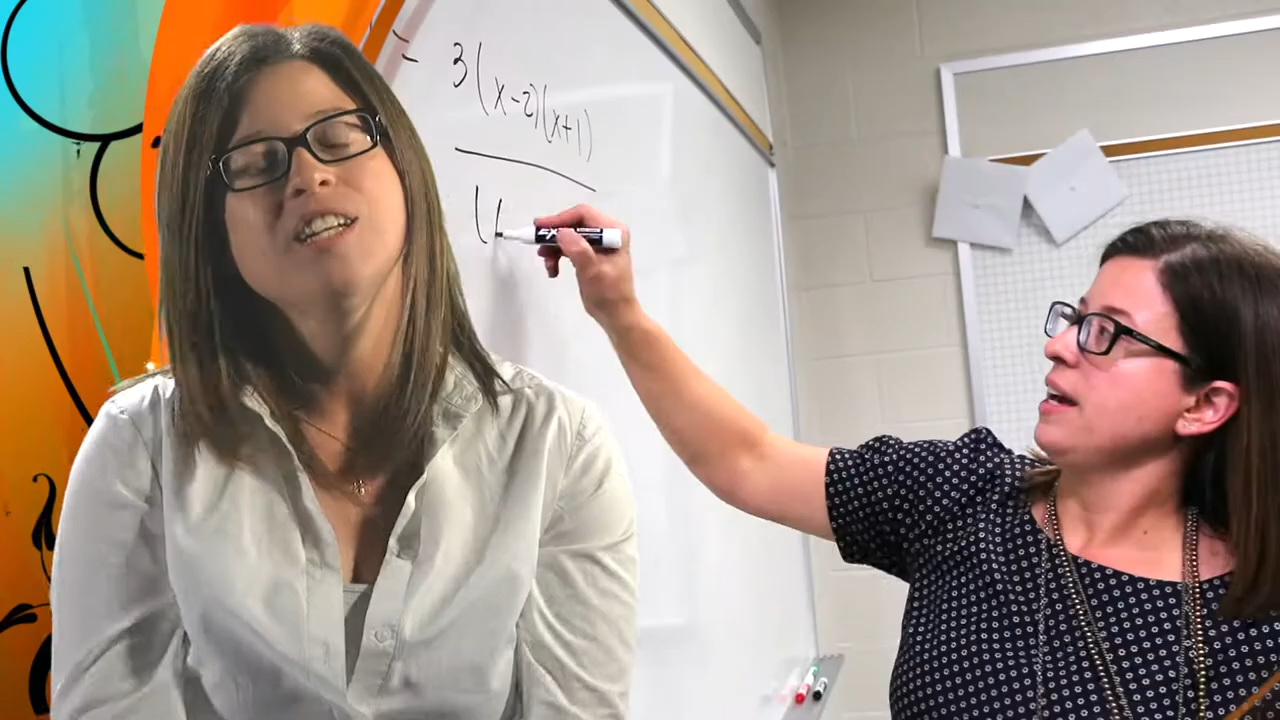 = 3(x-2)(x+1)